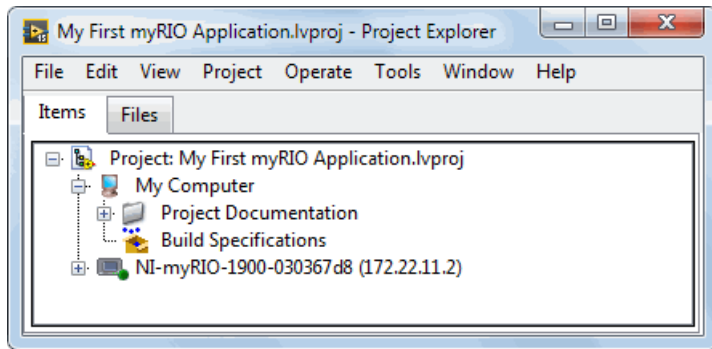 My First myRIO Application.lvproj - Project Explorer
File Edit View Project Operate Tools Window Help
Items Files
Project: My First myRIO Application.lvproj
My Computer
Project Documentation
Build Specifications
NI-myRIO-1900-030367d8 (172.22.11.2)